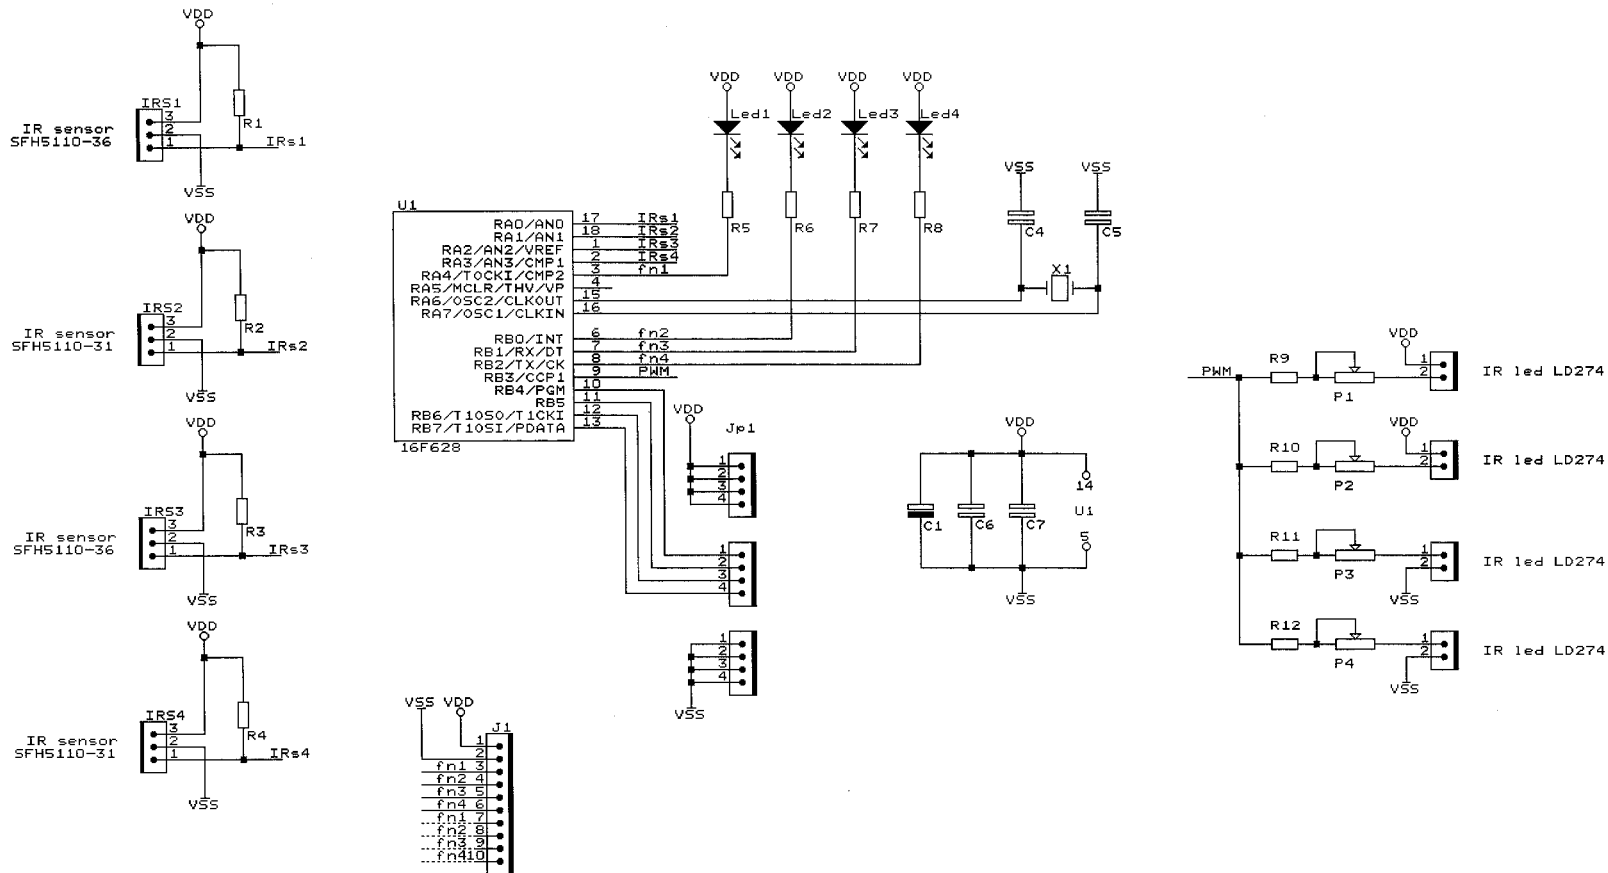 VDD
IRS1
3
2
1
R1
IRs1
IR sensor
SFH5110-36
VSS
VDD
IRS2
3
2
1
R2
IRs2
IR sensor
SFH5110-31
VSS
VDD
IRS3
3
2
1
R3
IRs3
IR sensor
SFH5110-36
VSS
VDD
IRS4
3
2
1
R4
IRs4
IR sensor
SFH5110-31
VSS
U1
RA0/AN0 17 IRs1
RA1/AN1 18 IRs2
RA2/AN2/VREF 1 IRs3
RA3/AN3/CMP1 2 IRs4
RA4/TOCKI/CMP2 3 fn1
RA5/MCLR/THV/VP 4
RA6/OSC2/CLKOUT 15
RA7/OSC1/CLKIN 16
RB0/INT 6 fn2
RB1/RX/DT 7 fn3
RB2/TX/CK 8 fn4
RB3/CCP1 9 PWM
RB4/PGM 10
RB5 11
RB6/T1OSO/T1CKI 12
RB7/T1OSI/PDATA 13
16F628
VDD VDD VDD VDD
Led1 Led2 Led3 Led4
R5 R6 R7 R8
VSS VSS
C4 C5
X1
VDD
Jp1
1
2
3
4
1
2
3
4
1
2
3
4
VSS
VDD
C1 C6 C7
14
U1
5
VSS
VSS VDD
J1
1
2
fn1 3
fn2 4
fn3 5
fn4 6
fn1 7
fn2 8
fn3 9
fn410
PWM
R9
P1
VDD
1
2
IR led LD274
R10
P2
VDD
1
2
IR led LD274
R11
P3
1
2
VSS
IR led LD274
R12
P4
1
2
VSS
IR led LD274